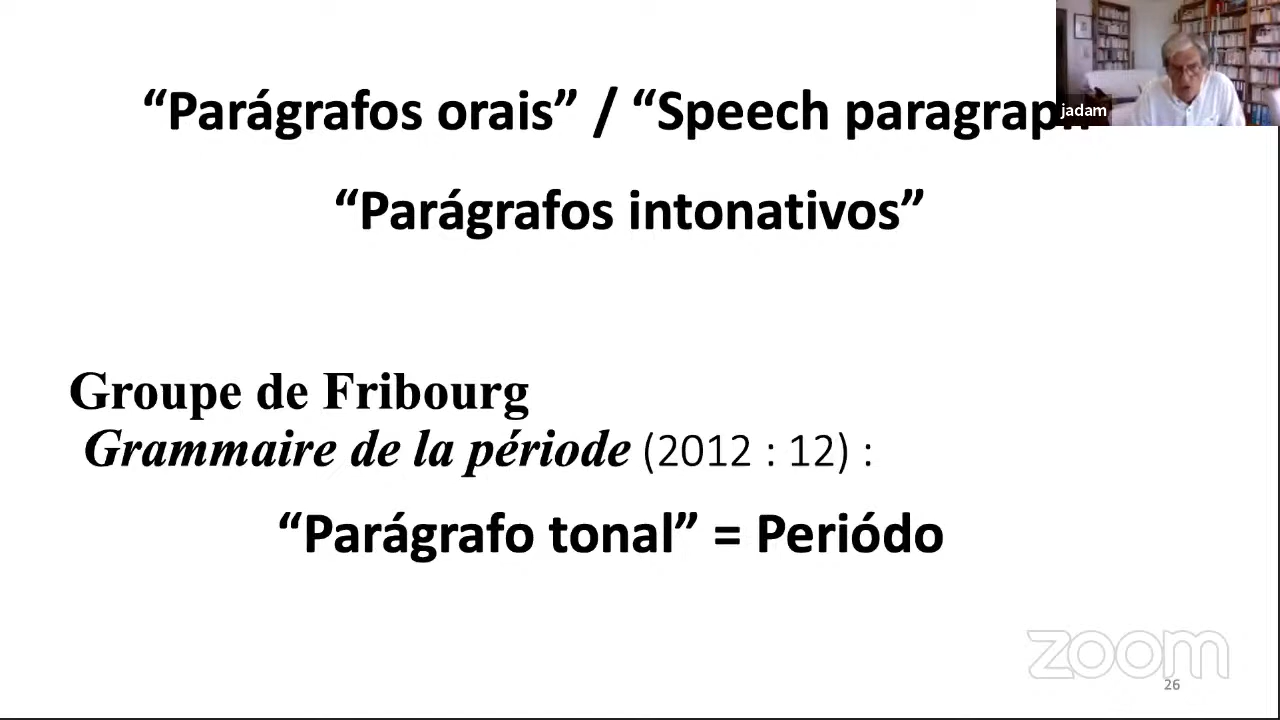 “Parágrafos orais” / “Speech paragraph
jadam
“Parágrafos intonativos”
Groupe de Fribourg
Grammaire de la période (2012 : 12) :
“Parágrafo tonal” = Periódo
zoom
26